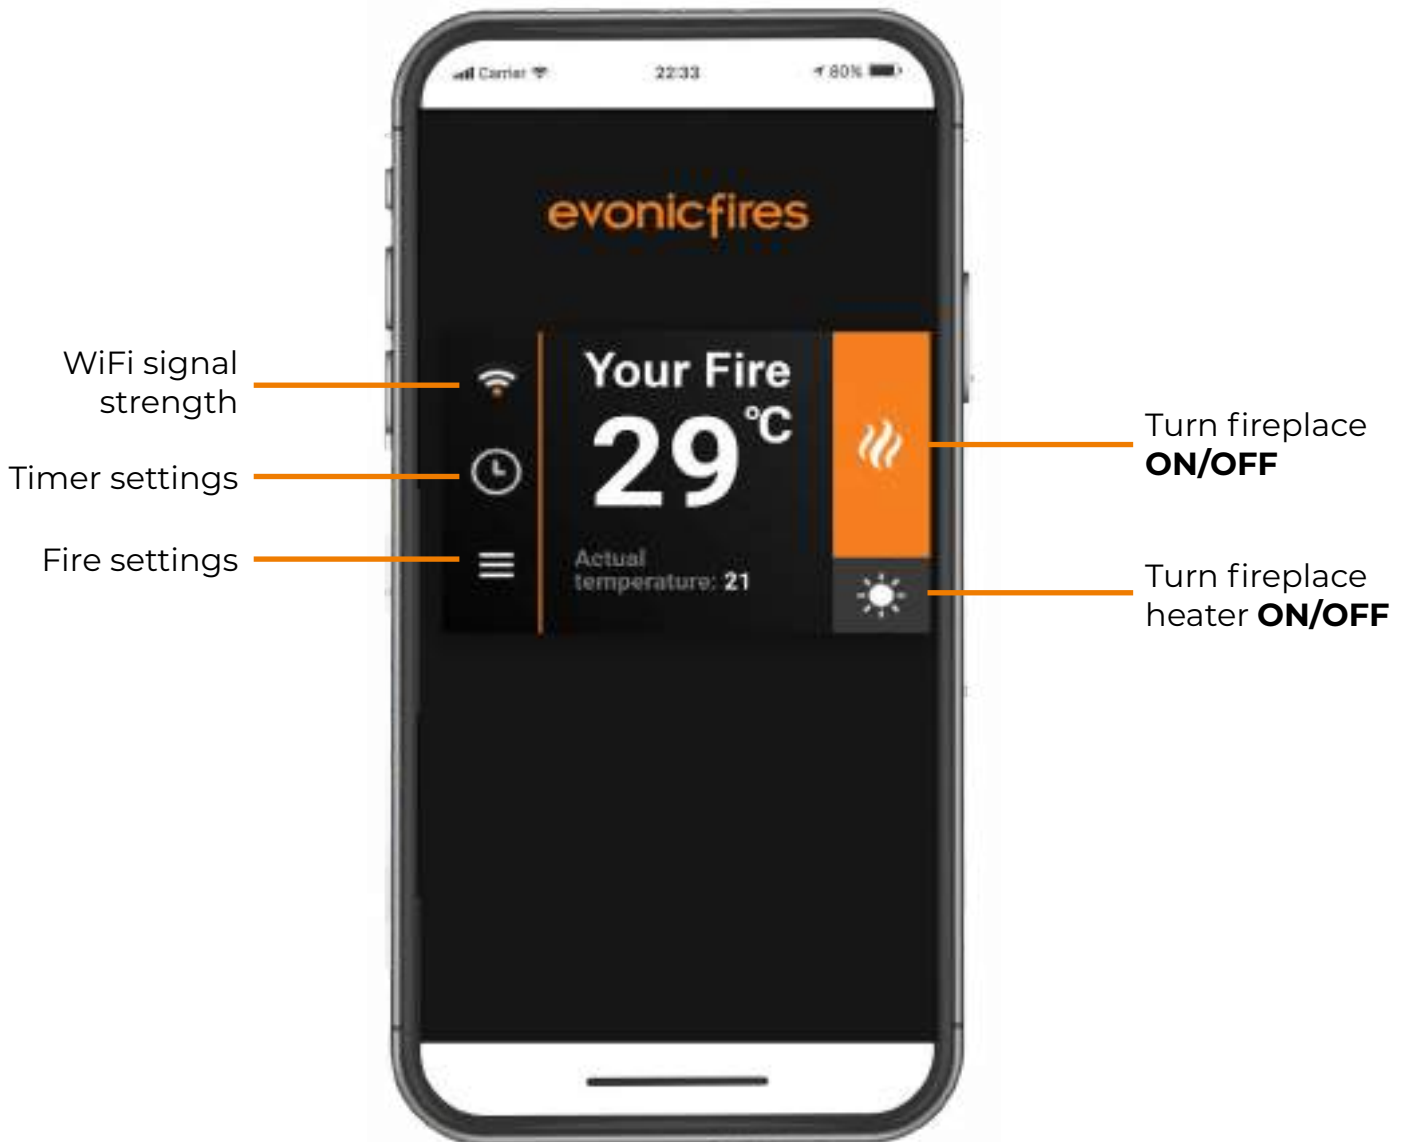 Carrier 22:33 80%
evonicfires
WiFi signal
strength
Timer settings
Fire settings
Your Fire
29°C
Actual
temperature: 21
Turn fireplace
ON/OFF
Turn fireplace
heater ON/OFF